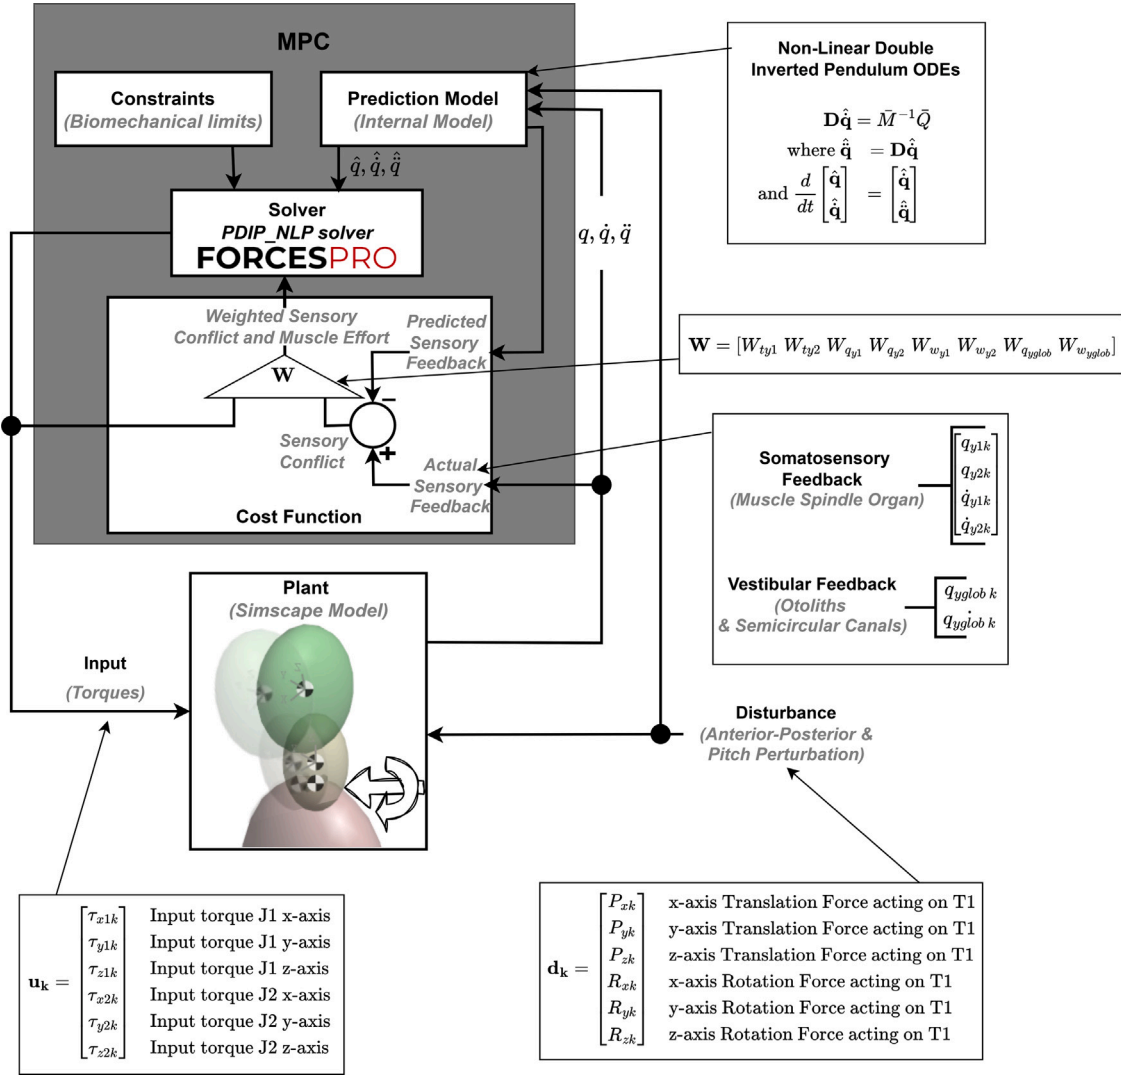 MPC
Constraints
(Biomechanical limits)
Prediction Model
(Internal Model)
q̂, q̂̇, q̂̈
Solver
PDIP_NLP solver
FORCESPRO
Weighted Sensory
Conflict and Muscle Effort
Predicted
Sensory
Feedback
W
−
+
Sensory
Conflict
Actual
Sensory
Feedback
Cost Function
q, q̇, q̈
Non-Linear Double
Inverted Pendulum ODEs
Dq̂̇ = M̄⁻¹Q̄
where q̂̈ = Dq̂̇
and d/dt [q̂ q̂̇] = [q̂̇ q̂̈]
W = [W_ty1 W_ty2 W_qy1 W_qy2 W_wy1 W_wy2 W_qyglob W_wyglob]
Somatosensory
Feedback
(Muscle Spindle Organ)
q_y1k
q_y2k
q̇_y1k
q̇_y2k
Vestibular Feedback
(Otoliths
& Semicircular Canals)
q_yglob k
q̇_yglob k
Plant
(Simscape Model)
Input
(Torques)
Disturbance
(Anterior-Posterior &
Pitch Perturbation)
u_k =
τ_x1k Input torque J1 x-axis
τ_y1k Input torque J1 y-axis
τ_z1k Input torque J1 z-axis
τ_x2k Input torque J2 x-axis
τ_y2k Input torque J2 y-axis
τ_z2k Input torque J2 z-axis
d_k =
P_xk x-axis Translation Force acting on T1
P_yk y-axis Translation Force acting on T1
P_zk z-axis Translation Force acting on T1
R_xk x-axis Rotation Force acting on T1
R_yk y-axis Rotation Force acting on T1
R_zk z-axis Rotation Force acting on T1